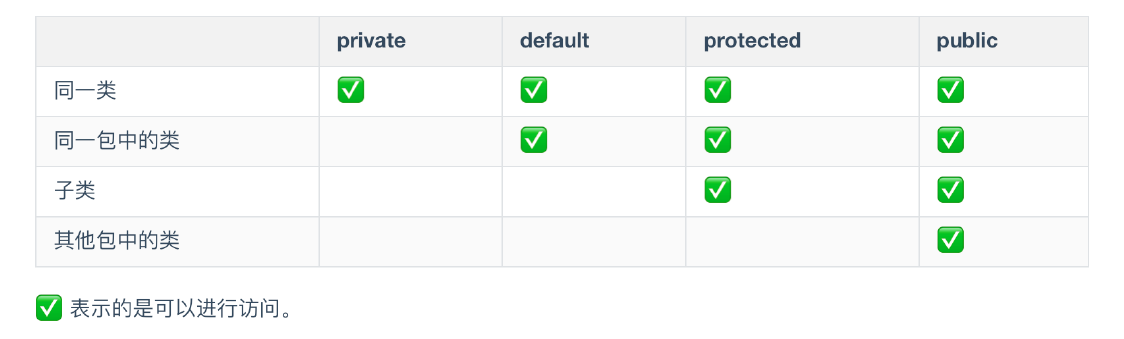 private default protected public
同一类 ✅ ✅ ✅ ✅
同一包中的类 ✅ ✅ ✅
子类 ✅ ✅
其他包中的类 ✅
✅ 表示的是可以进行访问。